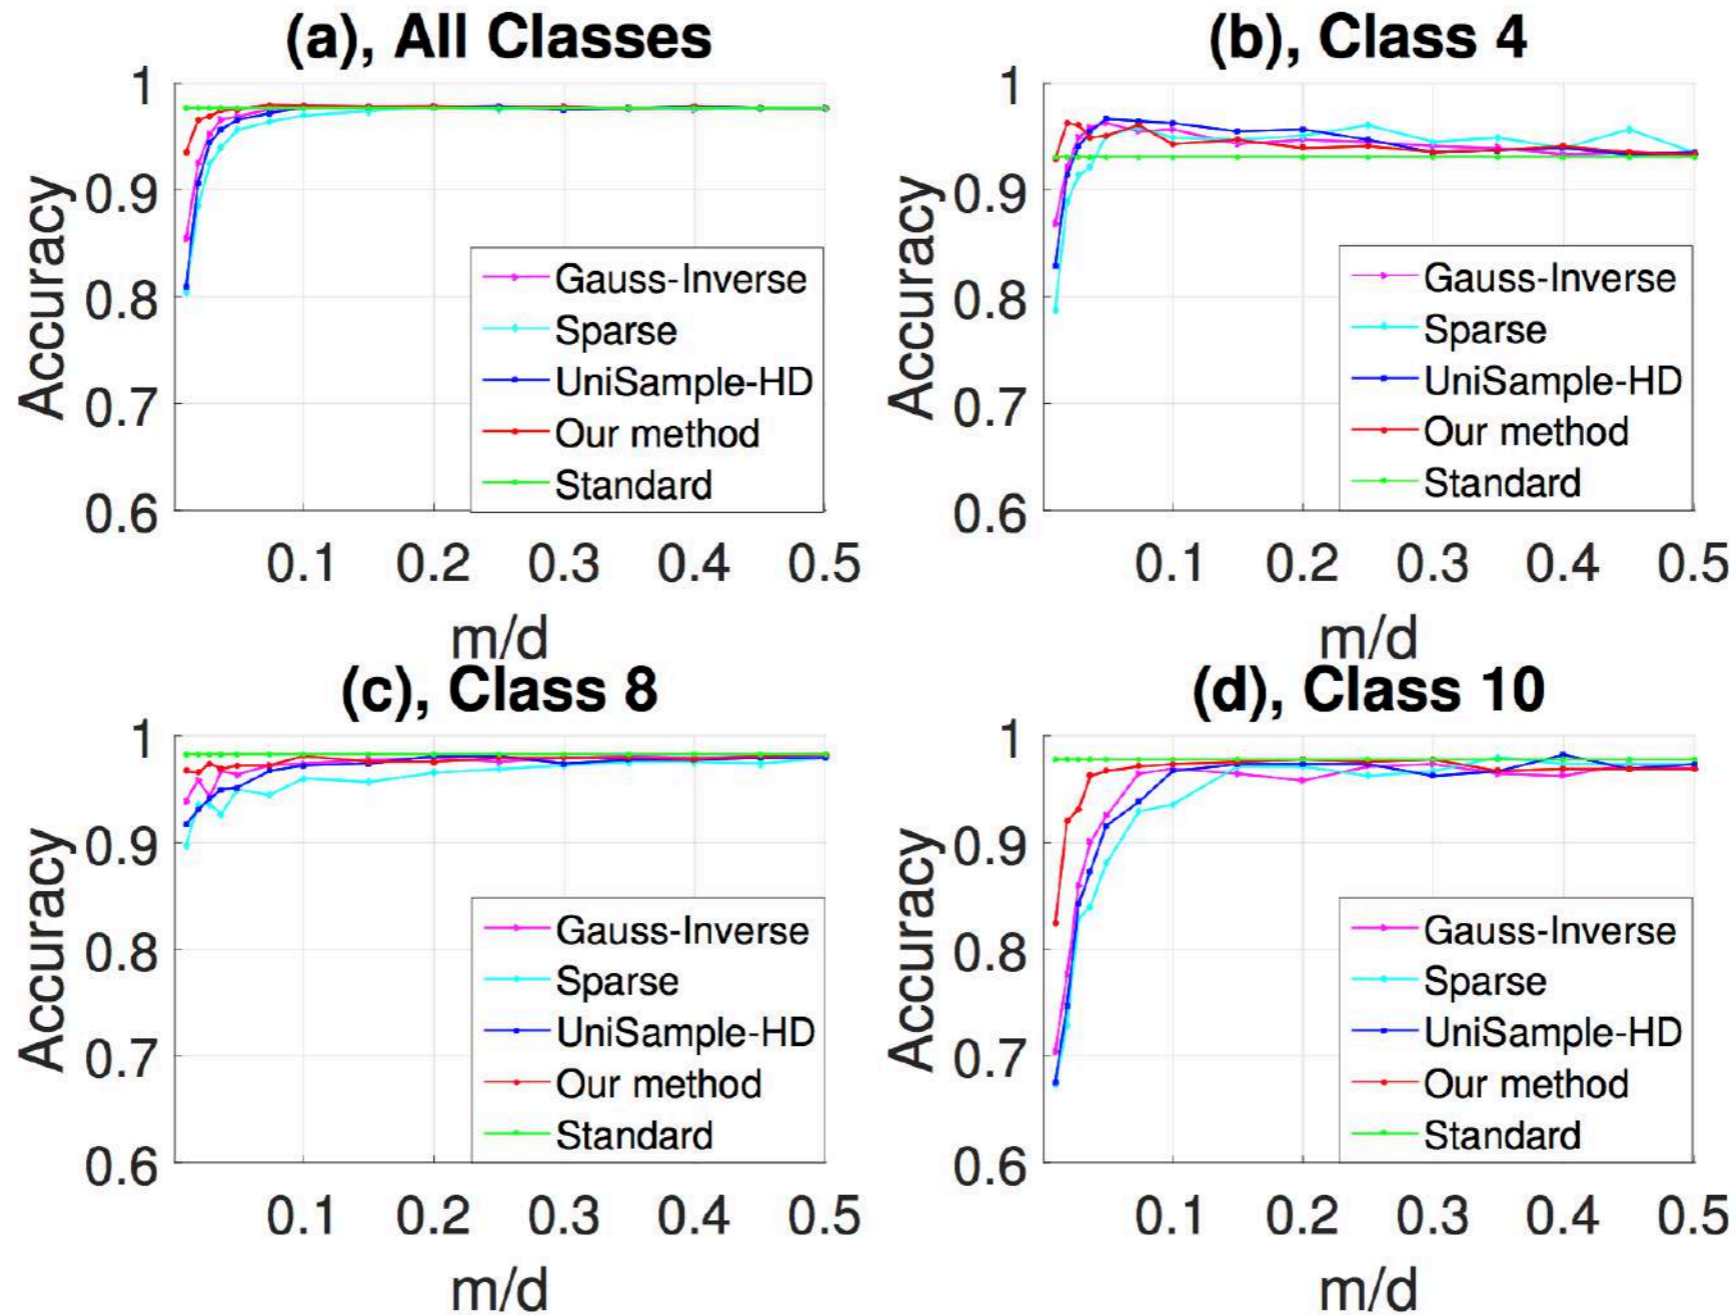 (a), All Classes
1
0.9
0.8
0.7
0.6
Accuracy
Gauss-Inverse
Sparse
UniSample-HD
Our method
Standard
0.1 0.2 0.3 0.4 0.5
m/d
(b), Class 4
1
0.9
0.8
0.7
0.6
Accuracy
Gauss-Inverse
Sparse
UniSample-HD
Our method
Standard
0.1 0.2 0.3 0.4 0.5
m/d
(c), Class 8
1
0.9
0.8
0.7
0.6
Accuracy
Gauss-Inverse
Sparse
UniSample-HD
Our method
Standard
0.1 0.2 0.3 0.4 0.5
m/d
(d), Class 10
1
0.9
0.8
0.7
0.6
Accuracy
Gauss-Inverse
Sparse
UniSample-HD
Our method
Standard
0.1 0.2 0.3 0.4 0.5
m/d